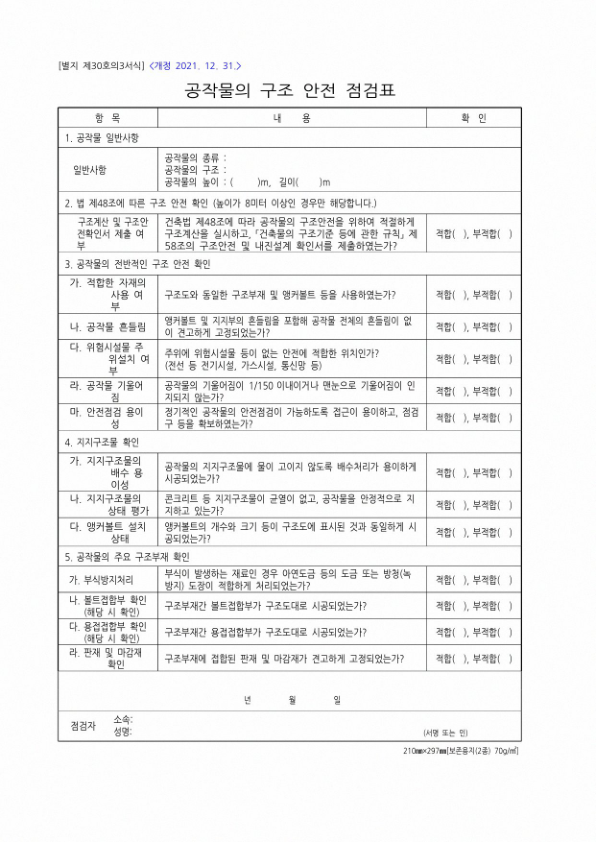 [별지 제30호의3서식] <개정 2021. 12. 31.>
공작물의 구조 안전 점검표
항 목 내 용 확 인
1. 공작물 일반사항
일반사항
공작물의 종류 :
공작물의 구조 :
공작물의 높이 : ( )m, 길이( )m
2. 법 제48조에 따른 구조 안전 확인 (높이가 8미터 이상인 경우만 해당합니다.)
구조계산 및 구조안
전확인서 제출 여
부
건축법 제48조에 따라 공작물의 구조안전을 위하여 적절하게
구조계산을 실시하고, 「건축물의 구조기준 등에 관한 규칙」 제
58조의 구조안전 및 내진설계 확인서를 제출하였는가?
적합( ), 부적합( )
3. 공작물의 전반적인 구조 안전 확인
가. 적합한 자재의
사용 여
부
구조도와 동일한 구조부재 및 앵커볼트 등을 사용하였는가?
적합( ), 부적합( )
나. 공작물 흔들림
앵커볼트 및 지지부의 흔들림을 포함해 공작물 전체의 흔들림이 없
이 견고하게 고정되었는가?
적합( ), 부적합( )
다. 위험시설물 주
위설치 여
부
주위에 위험시설물 등이 없는 안전에 적합한 위치인가?
(전선 등 전기시설, 가스시설, 통신망 등)
적합( ), 부적합( )
라. 공작물 기울어
짐
공작물의 기울어짐이 1/150 이내이거나 맨눈으로 기울어짐이 인
지되지 않는가?
적합( ), 부적합( )
마. 안전점검 용이
성
정기적인 공작물의 안전점검이 가능하도록 접근이 용이하고, 점검
구 등을 확보하였는가?
적합( ), 부적합( )
4. 지지구조물 확인
가. 지지구조물의
배수 용
이성
공작물의 지지구조물에 물이 고이지 않도록 배수처리가 용이하게
시공되었는가?
적합( ), 부적합( )
나. 지지구조물의
상태 평가
콘크리트 등 지지구조물이 균열이 없고, 공작물을 안정적으로 지
지하고 있는가?
적합( ), 부적합( )
다. 앵커볼트 설치
상태
앵커볼트의 개수와 크기 등이 구조도에 표시된 것과 동일하게 시
공되었는가?
적합( ), 부적합( )
5. 공작물의 주요 구조부재 확인
가. 부식방지처리
부식이 발생하는 재료인 경우 아연도금 등의 도금 또는 방청(녹
방지) 도장이 적합하게 처리되었는가?
적합( ), 부적합( )
나. 볼트접합부 확인
(해당 시 확인)
구조부재간 볼트접합부가 구조도대로 시공되었는가?
적합( ), 부적합( )
다. 용접접합부 확인
(해당 시 확인)
구조부재간 용접접합부가 구조도대로 시공되었는가?
적합( ), 부적합( )
라. 판재 및 마감재
확인
구조부재에 접합된 판재 및 마감재가 견고하게 고정되었는가?
적합( ), 부적합( )
년 월 일
점검자
소속:
성명:
(서명 또는 인)
210㎜×297㎜[보존용지(2종) 70g/㎡]